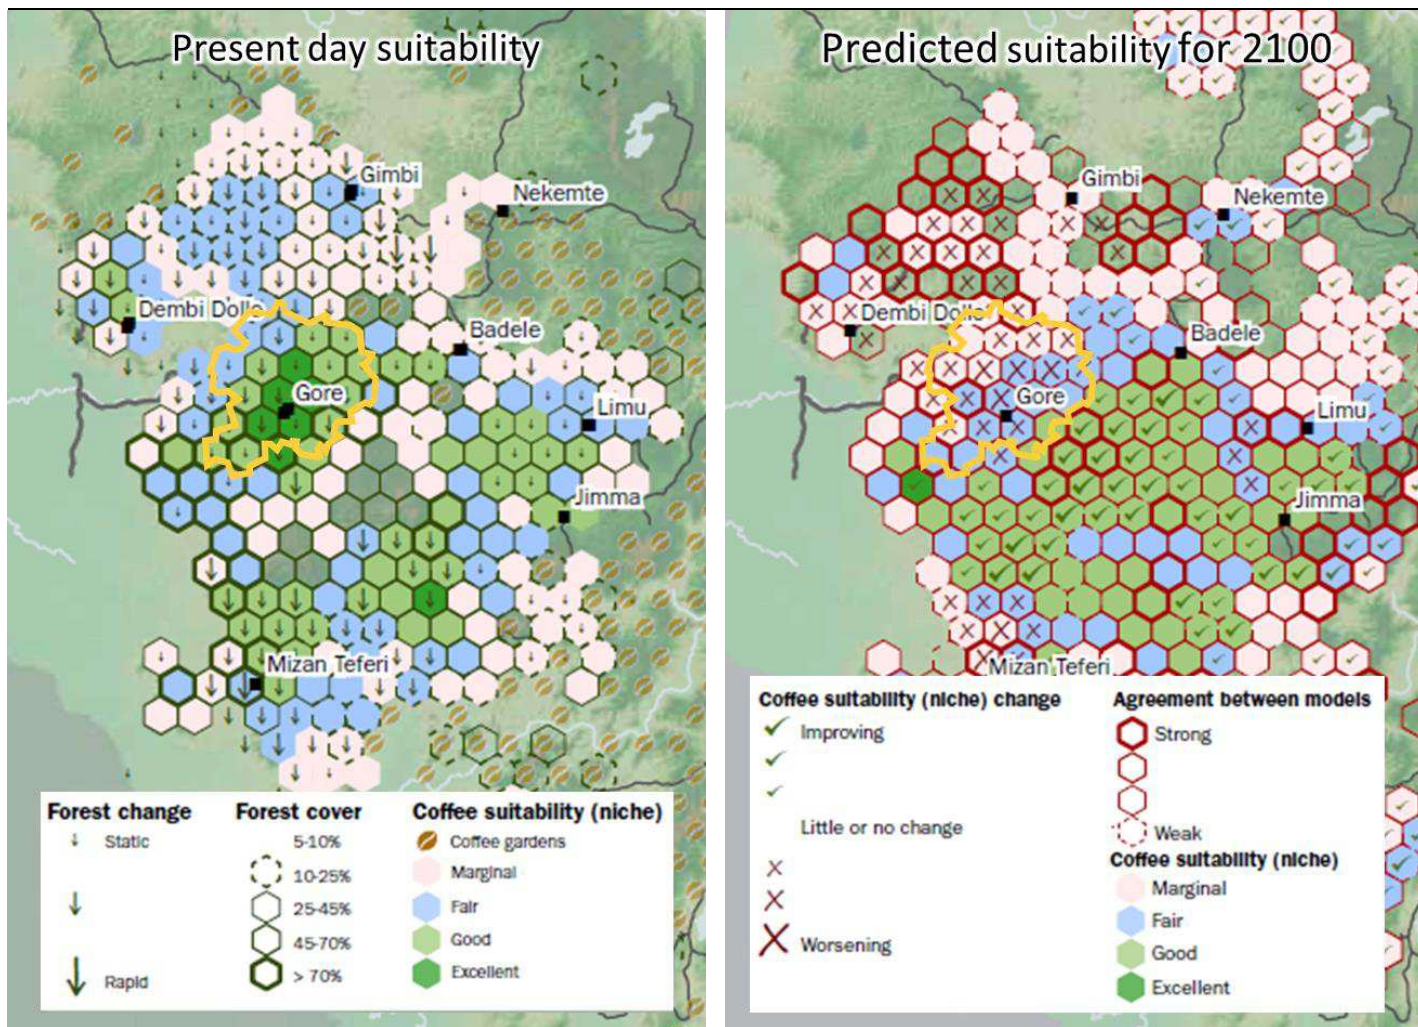 Present day suitability
Gimbi
Nekemte
Dembi Dollo
Badele
Gore
Limu
Jimma
Mizan Teferi
Forest change
Static
Rapid
Forest cover
5-10%
10-25%
25-45%
45-70%
> 70%
Coffee suitability (niche)
Coffee gardens
Marginal
Fair
Good
Excellent
Predicted suitability for 2100
Gimbi
Nekemte
Dembi Dollo
Badele
Gore
Limu
Jimma
Mizan Teferi
Coffee suitability (niche) change
Improving
Little or no change
Worsening
Agreement between models
Strong
Weak
Coffee suitability (niche)
Marginal
Fair
Good
Excellent